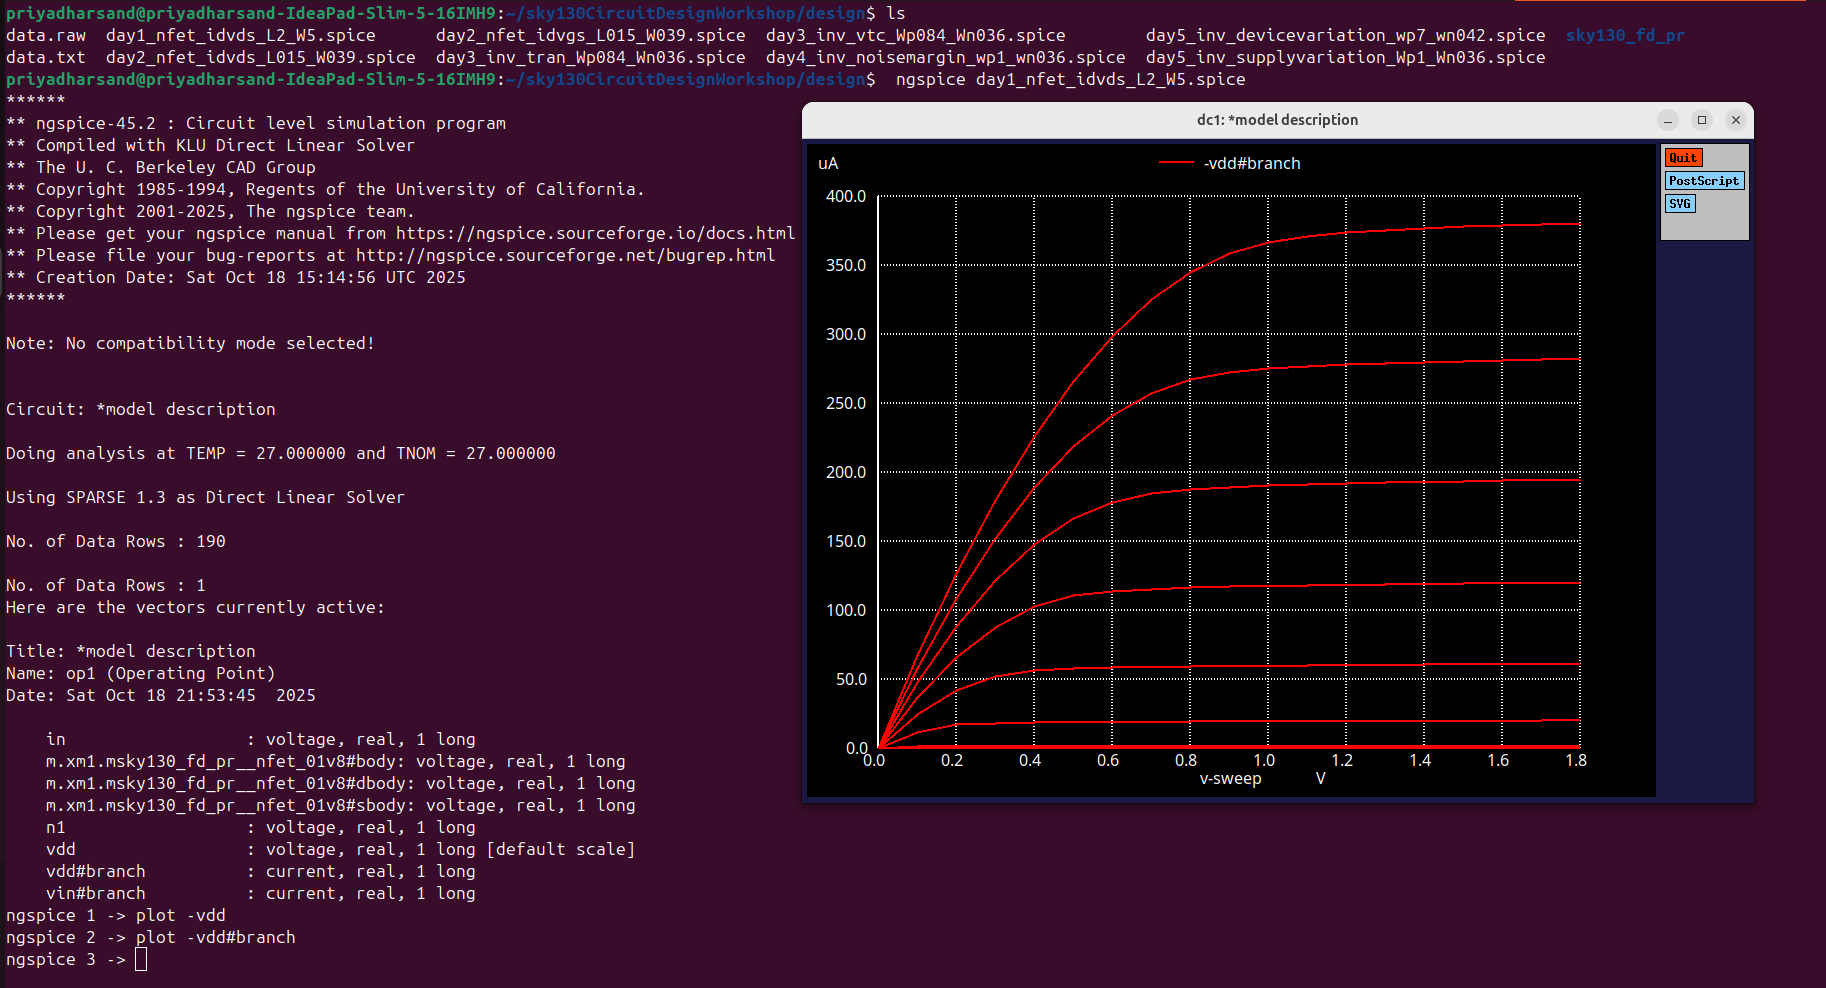 priyadharsand@priyadharsand-IdeaPad-Slim-5-16IMH9:~/sky130CircuitDesignWorkshop/design$ ls
data.raw  day1_nfet_idvds_L2_W5.spice      day2_nfet_idvgs_L015_W039.spice  day3_inv_vtc_Wp084_Wn036.spice        day5_inv_devicevariation_wp7_wn042.spice  sky130_fd_pr
data.txt  day2_nfet_idvds_L015_W039.spice  day3_inv_tran_Wp084_Wn036.spice  day4_inv_noisemargin_wp1_wn036.spice  day5_inv_supplyvariation_Wp1_Wn036.spice
priyadharsand@priyadharsand-IdeaPad-Slim-5-16IMH9:~/sky130CircuitDesignWorkshop/design$  ngspice day1_nfet_idvds_L2_W5.spice
******
** ngspice-45.2 : Circuit level simulation program
** Compiled with KLU Direct Linear Solver
** The U. C. Berkeley CAD Group
** Copyright 1985-1994, Regents of the University of California.
** Copyright 2001-2025, The ngspice team.
** Please get your ngspice manual from https://ngspice.sourceforge.io/docs.html
** Please file your bug-reports at http://ngspice.sourceforge.net/bugrep.html
** Creation Date: Sat Oct 18 15:14:56 UTC 2025
******
Note: No compatibility mode selected!
Circuit: *model description
Doing analysis at TEMP = 27.000000 and TNOM = 27.000000
Using SPARSE 1.3 as Direct Linear Solver
No. of Data Rows : 190
No. of Data Rows : 1
Here are the vectors currently active:
Title: *model description
Name: op1 (Operating Point)
Date: Sat Oct 18 21:53:45  2025
in                  : voltage, real, 1 long
m.xm1.msky130_fd_pr__nfet_01v8#body: voltage, real, 1 long
m.xm1.msky130_fd_pr__nfet_01v8#dbody: voltage, real, 1 long
m.xm1.msky130_fd_pr__nfet_01v8#sbody: voltage, real, 1 long
n1                  : voltage, real, 1 long
vdd                 : voltage, real, 1 long [default scale]
vdd#branch          : current, real, 1 long
vin#branch          : current, real, 1 long
ngspice 1 -> plot -vdd
ngspice 2 -> plot -vdd#branch
ngspice 3 ->
dc1: *model description
uA
-vdd#branch
Quit
PostScript
SVG
400.0
350.0
300.0
250.0
200.0
150.0
100.0
50.0
0.0
0.0 0.2 0.4 0.6 0.8 1.0 1.2 1.4 1.6 1.8
v-sweep V